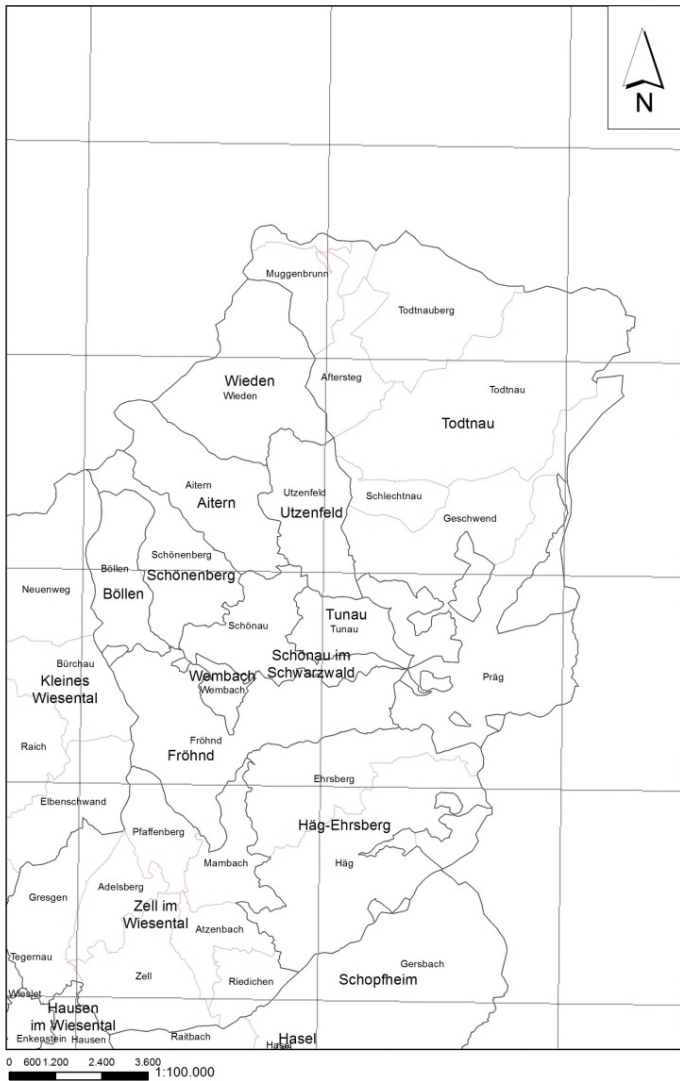 N
Muggenbrunn
Todtnauberg
Wieden
Wieden
Aftersteg
Todtnau
Todtnau
Aitern
Aitern
Utzenfeld
Utzenfeld
Schlechtnau
Geschwend
Schönenberg
Schönenberg
Böllen
Böllen
Neuenweg
Schönau
Tunau
Tunau
Schönau im
Schwarzwald
Wembach
Wembach
Präg
Bürchau
Kleines
Wiesental
Raich
Fröhnd
Fröhnd
Ehrsberg
Elbenschwand
Pfaffenberg
Häg-Ehrsberg
Mambach
Häg
Adelsberg
Gresgen
Zell im
Wiesental
Atzenbach
Tegernau
Zell
Riedichen
Gersbach
Schopfheim
Wieslet
Hausen
im Wiesental
Enkenstein
Hausen
Raitbach
Hasel
Hasel
0 600 1.200 2.400 3.600
1:100.000